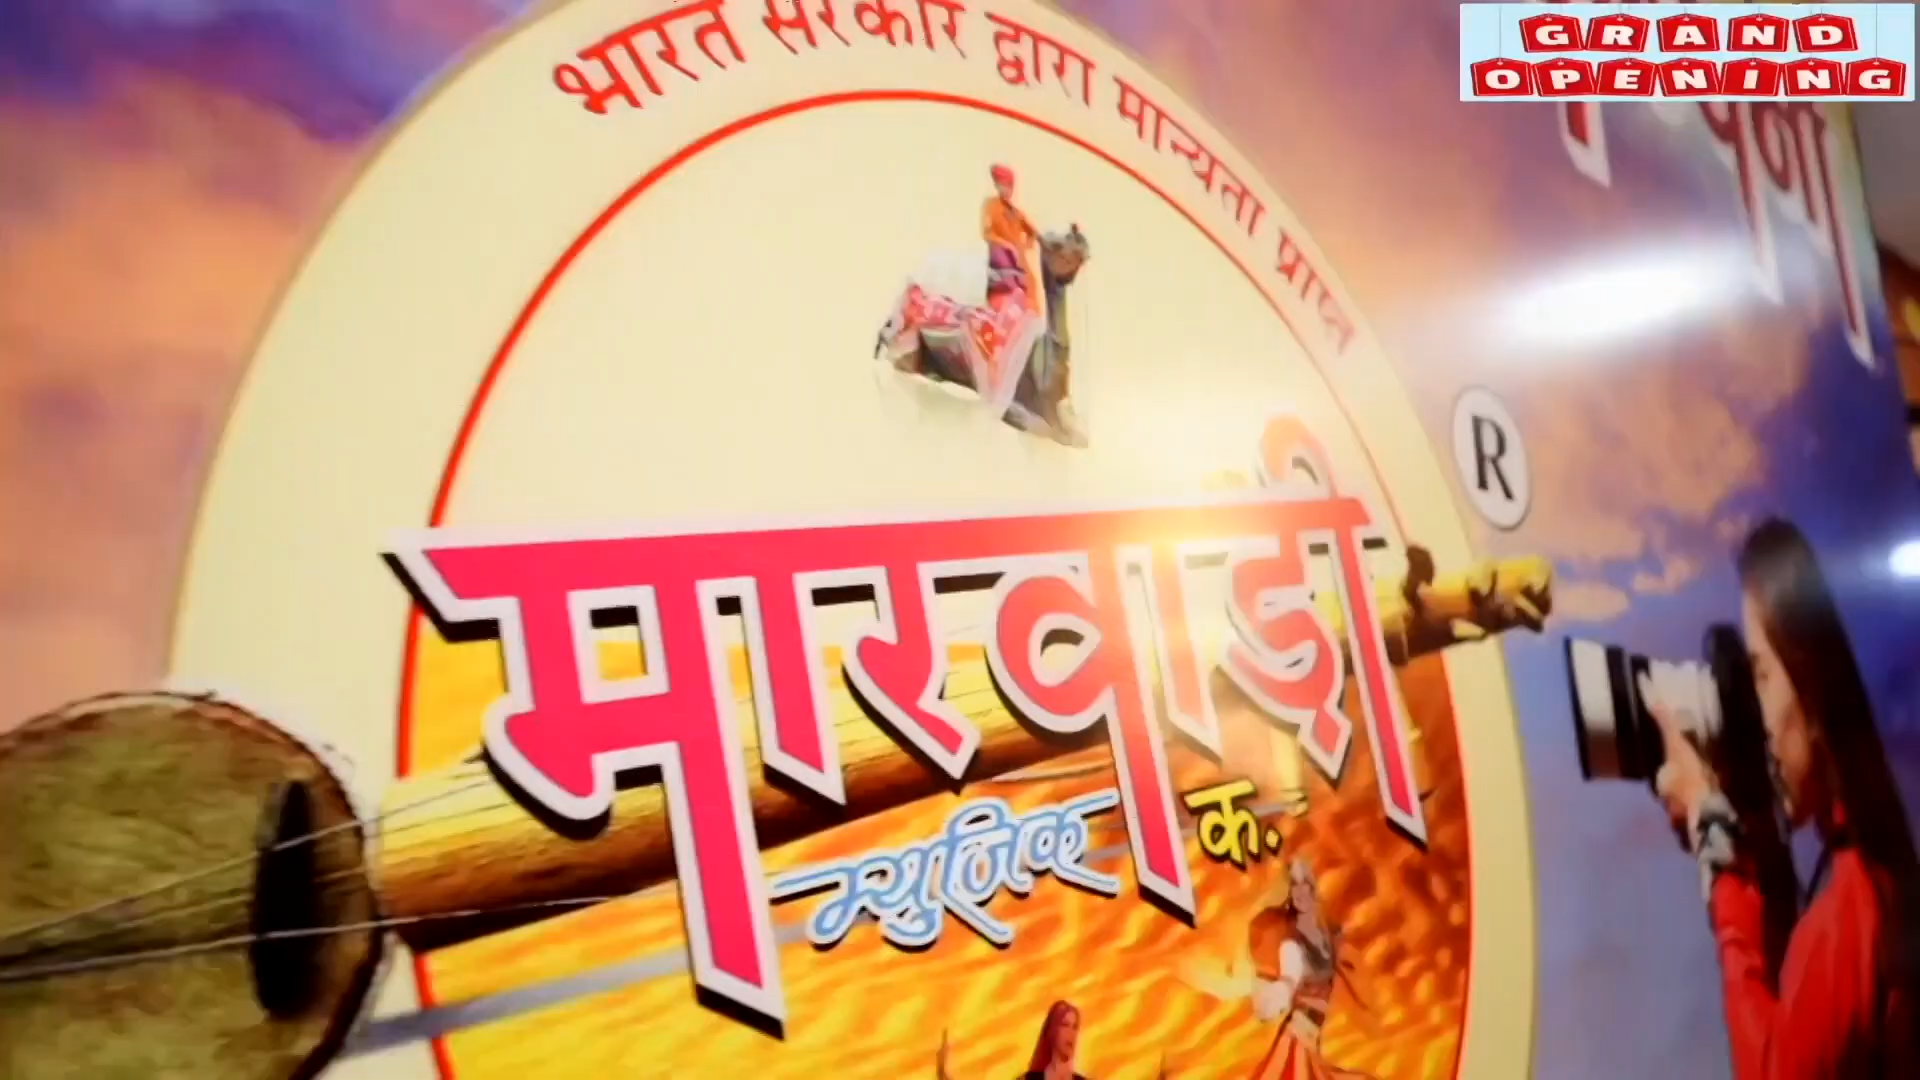 GRAND
OPENING
भारत सरकार द्वारा मान्यता प्राप्त
R
मारवाड़ी
म्युजिक
क.